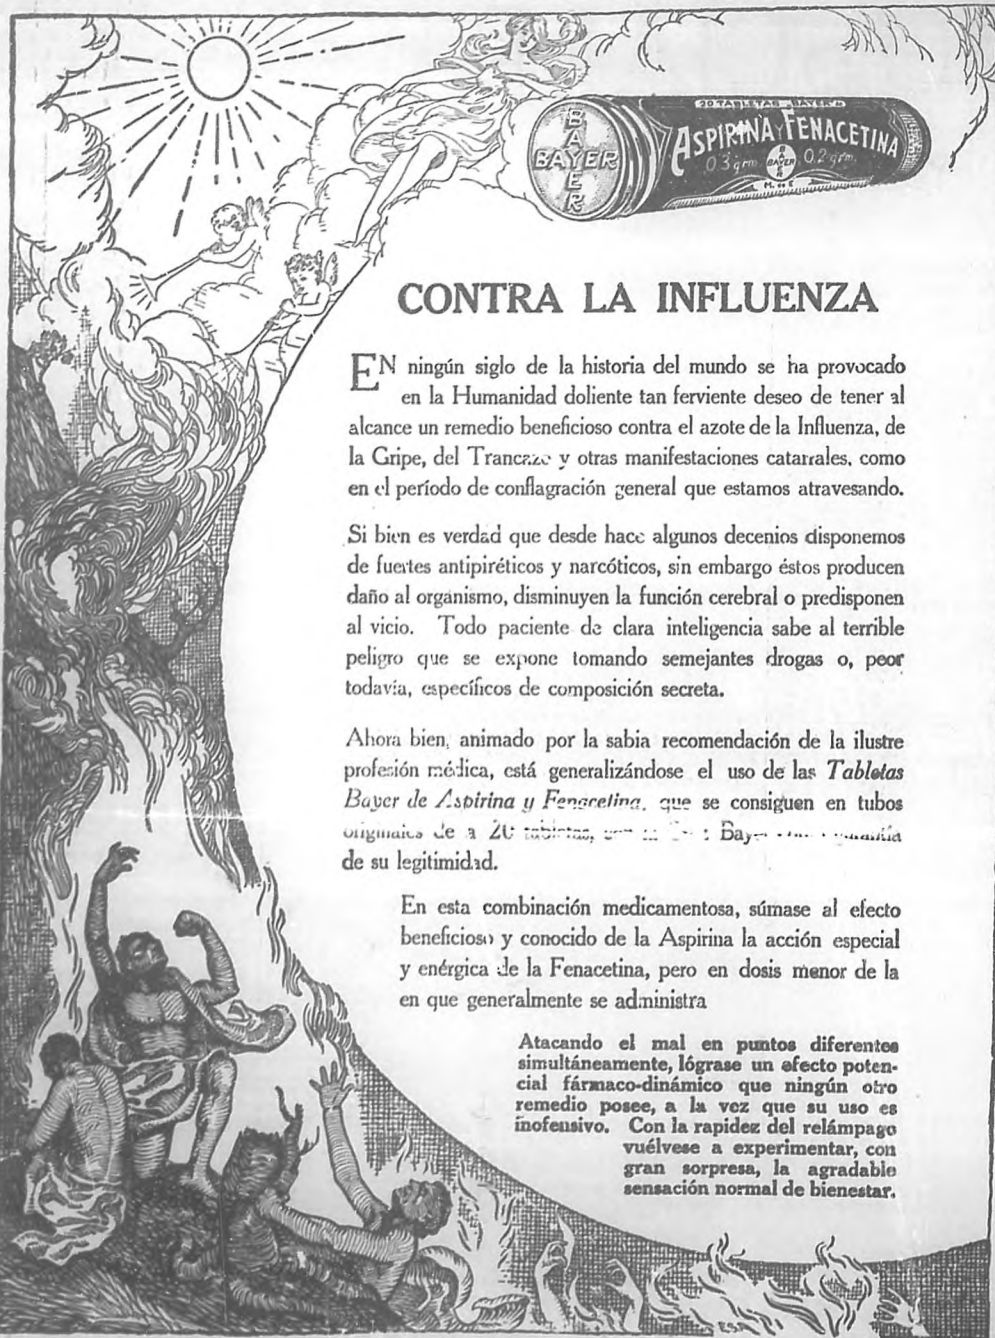 20 TABLETAS "BAYER" de
ASPIRINA Y FENACETINA
0.3 grm. 0.2 grm.
BAYER
BAYER
BAYER
BAYER
M. de F.
CONTRA LA INFLUENZA
EN ningún siglo de la historia del mundo se ha provocado
en la Humanidad doliente tan ferviente deseo de tener al
alcance un remedio beneficioso contra el azote de la Influenza, de
la Gripe, del Trancazo y otras manifestaciones catarrales, como
en el período de conflagración general que estamos atravesando.
Si bien es verdad que desde hace algunos decenios disponemos
de fuertes antipiréticos y narcóticos, sin embargo éstos producen
daño al organismo, disminuyen la función cerebral o predisponen
al vicio. Todo paciente de clara inteligencia sabe al terrible
peligro que se expone tomando semejantes drogas o, peor
todavía, específicos de composición secreta.
Ahora bien, animado por la sabia recomendación de la ilustre
profesión médica, está generalizándose el uso de las Tabletas
Bayer de Aspirina y Fenacetina, que se consiguen en tubos
originales de a 20 tabletas, Bayer
de su legitimidad.
En esta combinación medicamentosa, súmase al efecto
beneficioso y conocido de la Aspirina la acción especial
y enérgica de la Fenacetina, pero en dosis menor de la
en que generalmente se administra
Atacando el mal en puntos diferentes
simultáneamente, lógrase un efecto poten-
cial fármaco-dinámico que ningún otro
remedio posee, a la vez que su uso es
inofensivo. Con la rapidez del relámpago
vuélvese a experimentar, con
gran sorpresa, la agradable
sensación normal de bienestar.